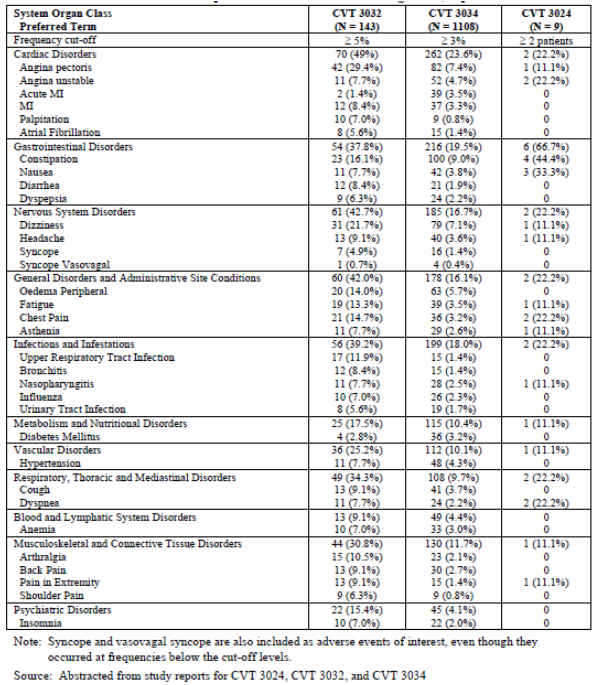 System Organ Class CVT 3032 CVT 3034 CVT 3024
Preferred Term (N = 143) (N = 1108) (N = 9)
Frequency cut-off ≥ 5% ≥ 3% ≥ 2 patients
Cardiac Disorders 70 (49%) 262 (23.6%) 2 (22.2%)
Angina pectoris 42 (29.4%) 82 (7.4%) 1 (11.1%)
Angina unstable 11 (7.7%) 52 (4.7%) 2 (22.2%)
Acute MI 2 (1.4%) 39 (3.5%) 0
MI 12 (8.4%) 37 (3.3%) 0
Palpitation 10 (7.0%) 9 (0.8%) 0
Atrial Fibrillation 8 (5.6%) 15 (1.4%) 0
Gastrointestinal Disorders 54 (37.8%) 216 (19.5%) 6 (66.7%)
Constipation 23 (16.1%) 100 (9.0%) 4 (44.4%)
Nausea 11 (7.7%) 42 (3.8%) 3 (33.3%)
Diarrhea 12 (8.4%) 21 (1.9%) 0
Dyspepsia 9 (6.3%) 24 (2.2%) 0
Nervous System Disorders 61 (42.7%) 185 (16.7%) 2 (22.2%)
Dizziness 31 (21.7%) 79 (7.1%) 1 (11.1%)
Headache 13 (9.1%) 40 (3.6%) 1 (11.1%)
Syncope 7 (4.9%) 16 (1.4%) 0
Syncope Vasovagal 1 (0.7%) 4 (0.4%) 0
General Disorders and Administrative Site Conditions 60 (42.0%) 178 (16.1%) 2 (22.2%)
Oedema Peripheral 20 (14.0%) 63 (5.7%) 0
Fatigue 19 (13.3%) 39 (3.5%) 1 (11.1%)
Chest Pain 21 (14.7%) 36 (3.2%) 2 (22.2%)
Asthenia 11 (7.7%) 29 (2.6%) 1 (11.1%)
Infections and Infestations 56 (39.2%) 199 (18.0%) 2 (22.2%)
Upper Respiratory Tract Infection 17 (11.9%) 15 (1.4%) 0
Bronchitis 12 (8.4%) 15 (1.4%) 0
Nasopharyngitis 11 (7.7%) 28 (2.5%) 1 (11.1%)
Influenza 10 (7.0%) 26 (2.3%) 0
Urinary Tract Infection 8 (5.6%) 19 (1.7%) 0
Metabolism and Nutritional Disorders 25 (17.5%) 115 (10.4%) 1 (11.1%)
Diabetes Mellitus 4 (2.8%) 36 (3.2%) 0
Vascular Disorders 36 (25.2%) 112 (10.1%) 1 (11.1%)
Hypertension 11 (7.7%) 48 (4.3%) 0
Respiratory, Thoracic and Mediastinal Disorders 49 (34.3%) 108 (9.7%) 2 (22.2%)
Cough 13 (9.1%) 41 (3.7%) 0
Dyspnea 11 (7.7%) 24 (2.2%) 2 (22.2%)
Blood and Lymphatic System Disorders 13 (9.1%) 49 (4.4%) 0
Anemia 10 (7.0%) 33 (3.0%) 0
Musculoskeletal and Connective Tissue Disorders 44 (30.8%) 130 (11.7%) 1 (11.1%)
Arthralgia 15 (10.5%) 23 (2.1%) 0
Back Pain 13 (9.1%) 30 (2.7%) 0
Pain in Extremity 13 (9.1%) 15 (1.4%) 1 (11.1%)
Shoulder Pain 9 (6.3%) 9 (0.8%) 0
Psychiatric Disorders 22 (15.4%) 45 (4.1%) 0
Insomnia 10 (7.0%) 22 (2.0%) 0
Note: Syncope and vasovagal syncope are also included as adverse events of interest, even though they
occurred at frequencies below the cut-off levels.
Source: Abstracted from study reports for CVT 3024, CVT 3032, and CVT 3034